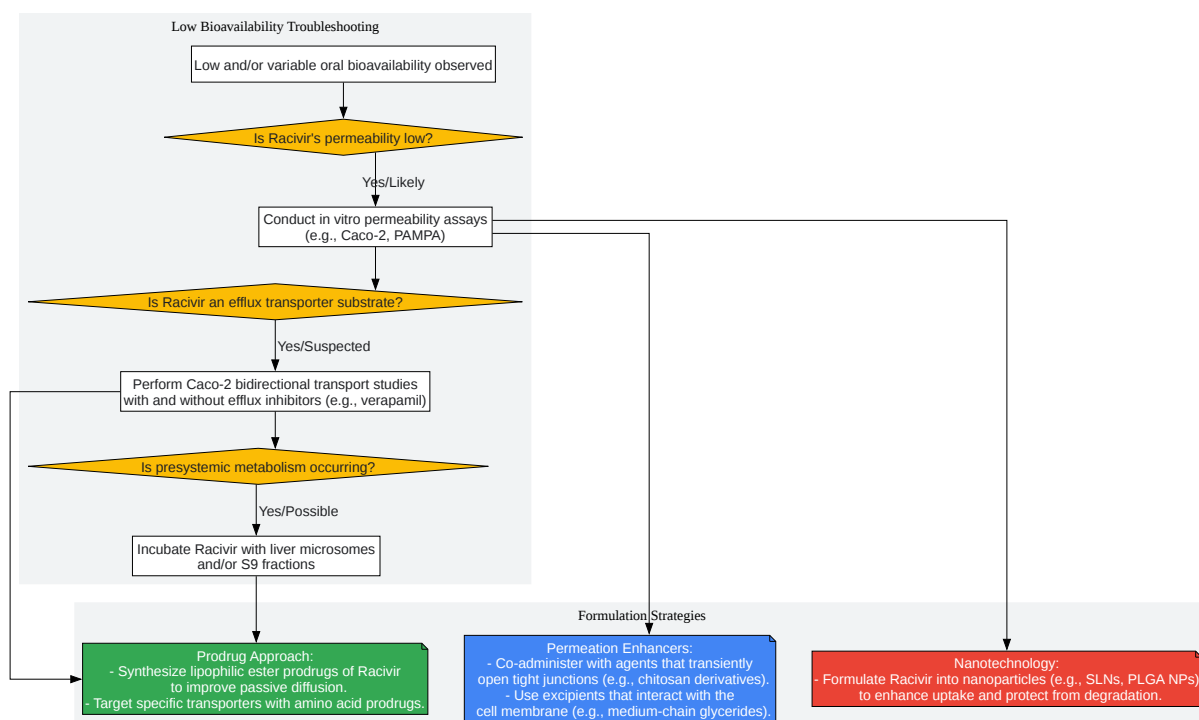 Low Bioavailability Troubleshooting
Low and/or variable oral bioavailability observed
Is Racivir's permeability low?
Yes/Likely
Conduct in vitro permeability assays
(e.g., Caco-2, PAMPA)
Is Racivir an efflux transporter substrate?
Yes/Suspected
Perform Caco-2 bidirectional transport studies
with and without efflux inhibitors (e.g., verapamil)
Is presystemic metabolism occurring?
Yes/Possible
Incubate Racivir with liver microsomes
and/or S9 fractions
Formulation Strategies
Prodrug Approach:
- Synthesize lipophilic ester prodrugs of Racivir
to improve passive diffusion.
- Target specific transporters with amino acid prodrugs.
Permeation Enhancers:
- Co-administer with agents that transiently
open tight junctions (e.g., chitosan derivatives).
- Use excipients that interact with the
cell membrane (e.g., medium-chain glycerides).
Nanotechnology:
- Formulate Racivir into nanoparticles (e.g., SLNs, PLGA NPs)
to enhance uptake and protect from degradation.